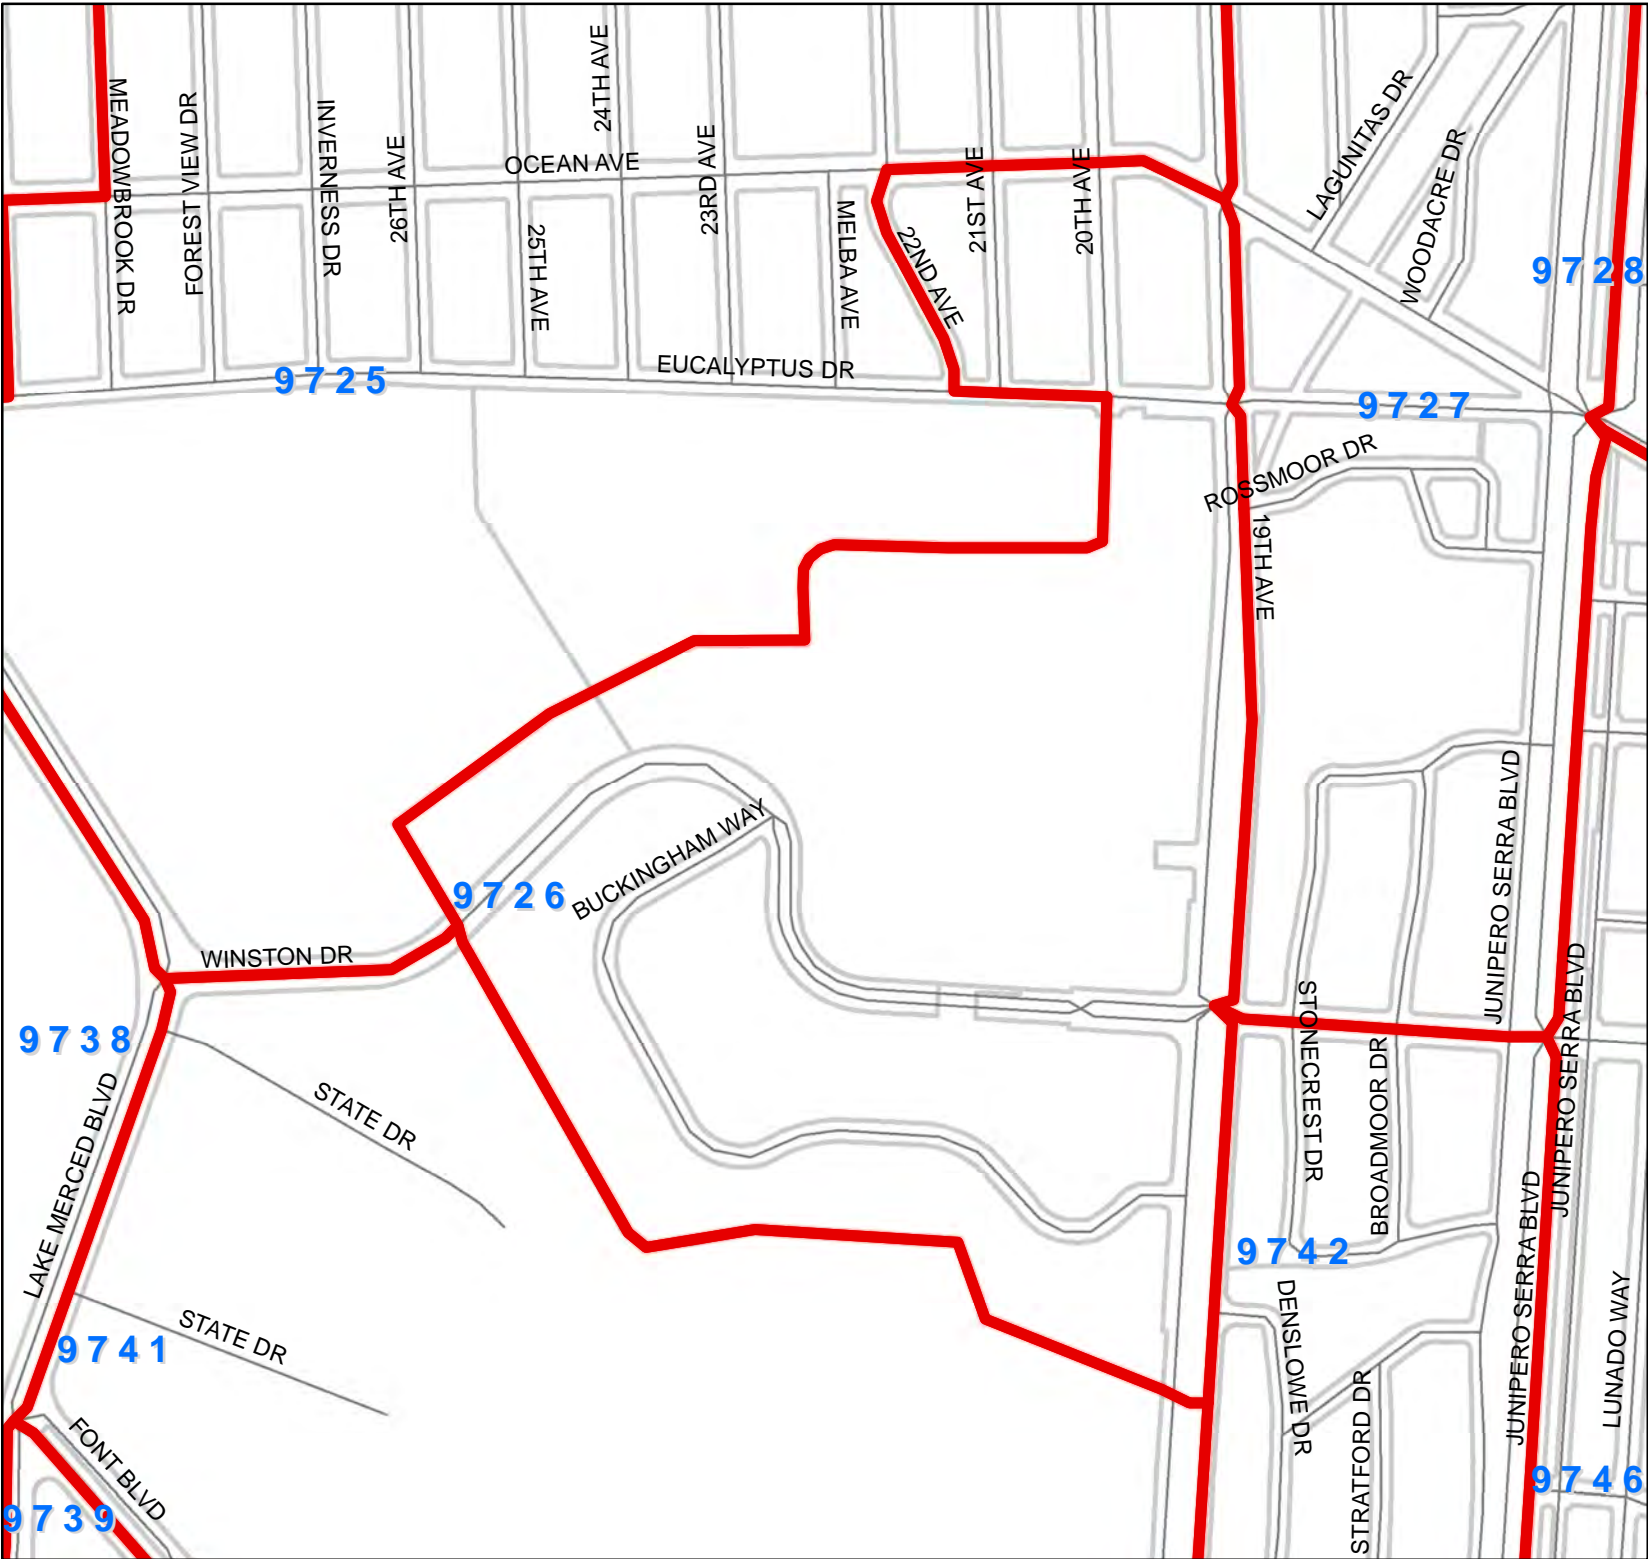 24TH AVE
MEADOWBROOK DR
FOREST VIEW DR
INVERNESS DR
26TH AVE
OCEAN AVE
23RD AVE
21ST AVE
20TH AVE
LAGUNITAS DR
WOODACRE DR
25TH AVE
MELBA AVE
22ND AVE
9728
EUCALYPTUS DR
9725
9727
ROSSMOOR DR
19TH AVE
JUNIPERO SERRA BLVD
BUCKINGHAM WAY
9726
WINSTON DR
9738
STONECREST DR
JUNIPERO SERRA BLVD
BROADMOOR DR
LAKE MERCED BLVD
STATE DR
JUNIPERO SERRA BLVD
9742
DENSLOWE DR
LUNADO WAY
9741
STATE DR
STRATFORD DR
FONT BLVD
9746
9739